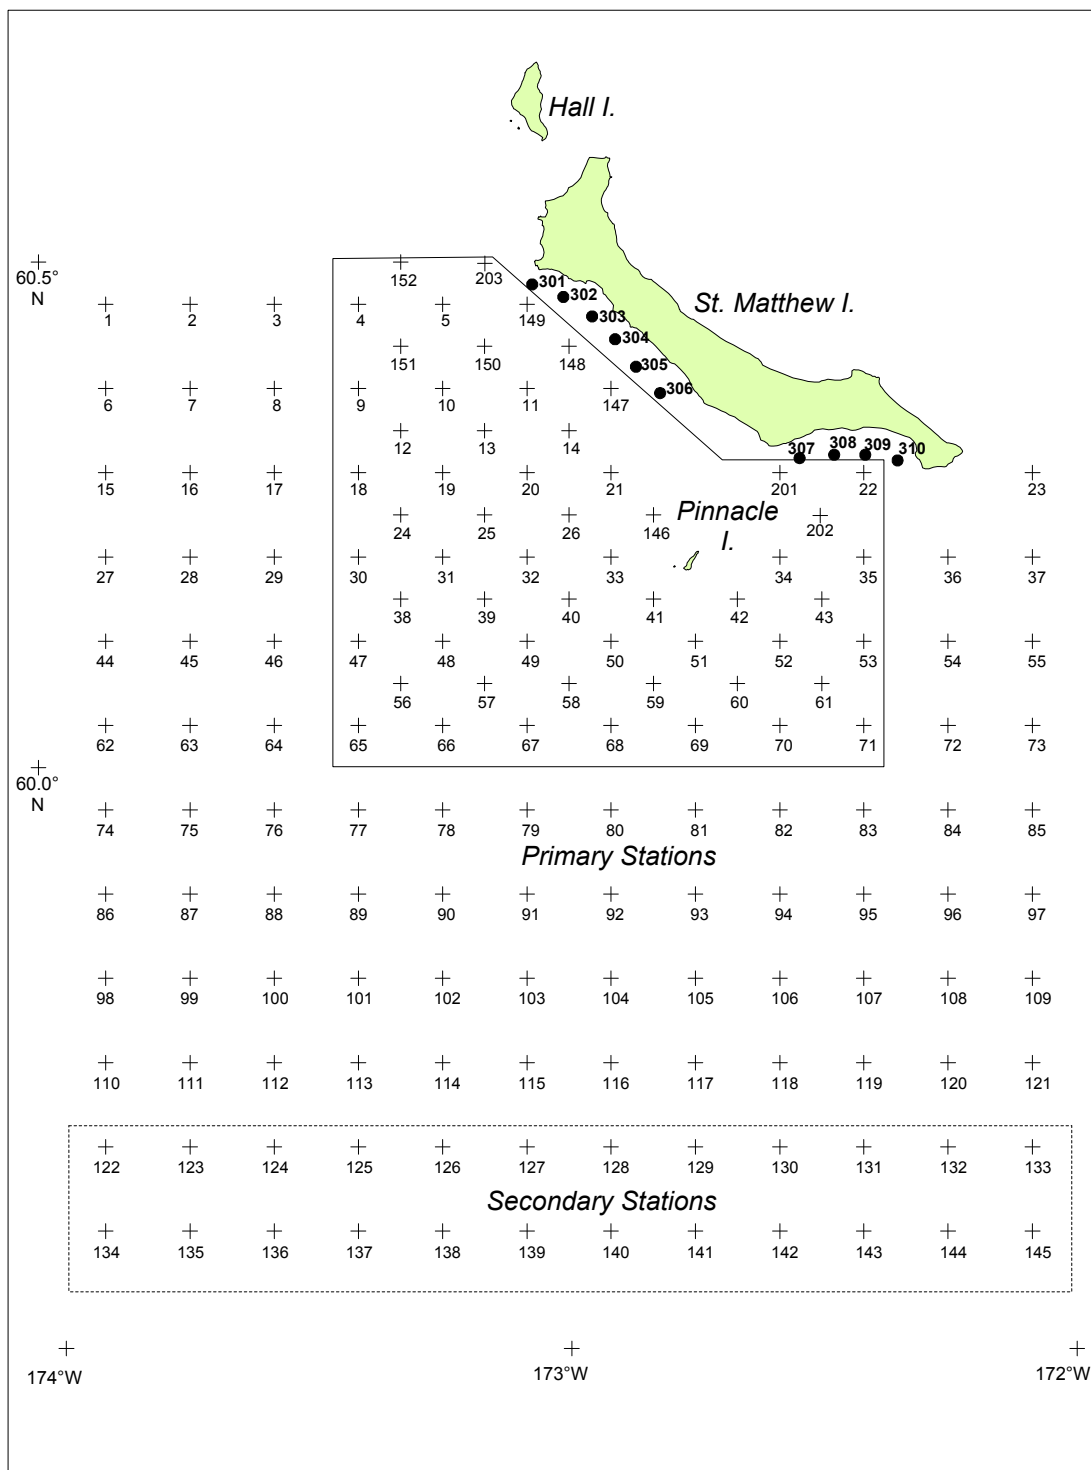 Hall I.
60.5°
N
152 203
301
302
St. Matthew I.
1 2 3 4 5 149
303
304
151 150 148
305
306
6 7 8 9 10 11 147
12 13 14
307 308 309 310
15 16 17 18 19 20 21 201 22 23
Pinnacle
I.
24 25 26 146 202
27 28 29 30 31 32 33 34 35 36 37
38 39 40 41 42 43
44 45 46 47 48 49 50 51 52 53 54 55
56 57 58 59 60 61
62 63 64 65 66 67 68 69 70 71 72 73
60.0°
N
74 75 76 77 78 79 80 81 82 83 84 85
Primary Stations
86 87 88 89 90 91 92 93 94 95 96 97
98 99 100 101 102 103 104 105 106 107 108 109
110 111 112 113 114 115 116 117 118 119 120 121
122 123 124 125 126 127 128 129 130 131 132 133
Secondary Stations
134 135 136 137 138 139 140 141 142 143 144 145
174°W 173°W 172°W